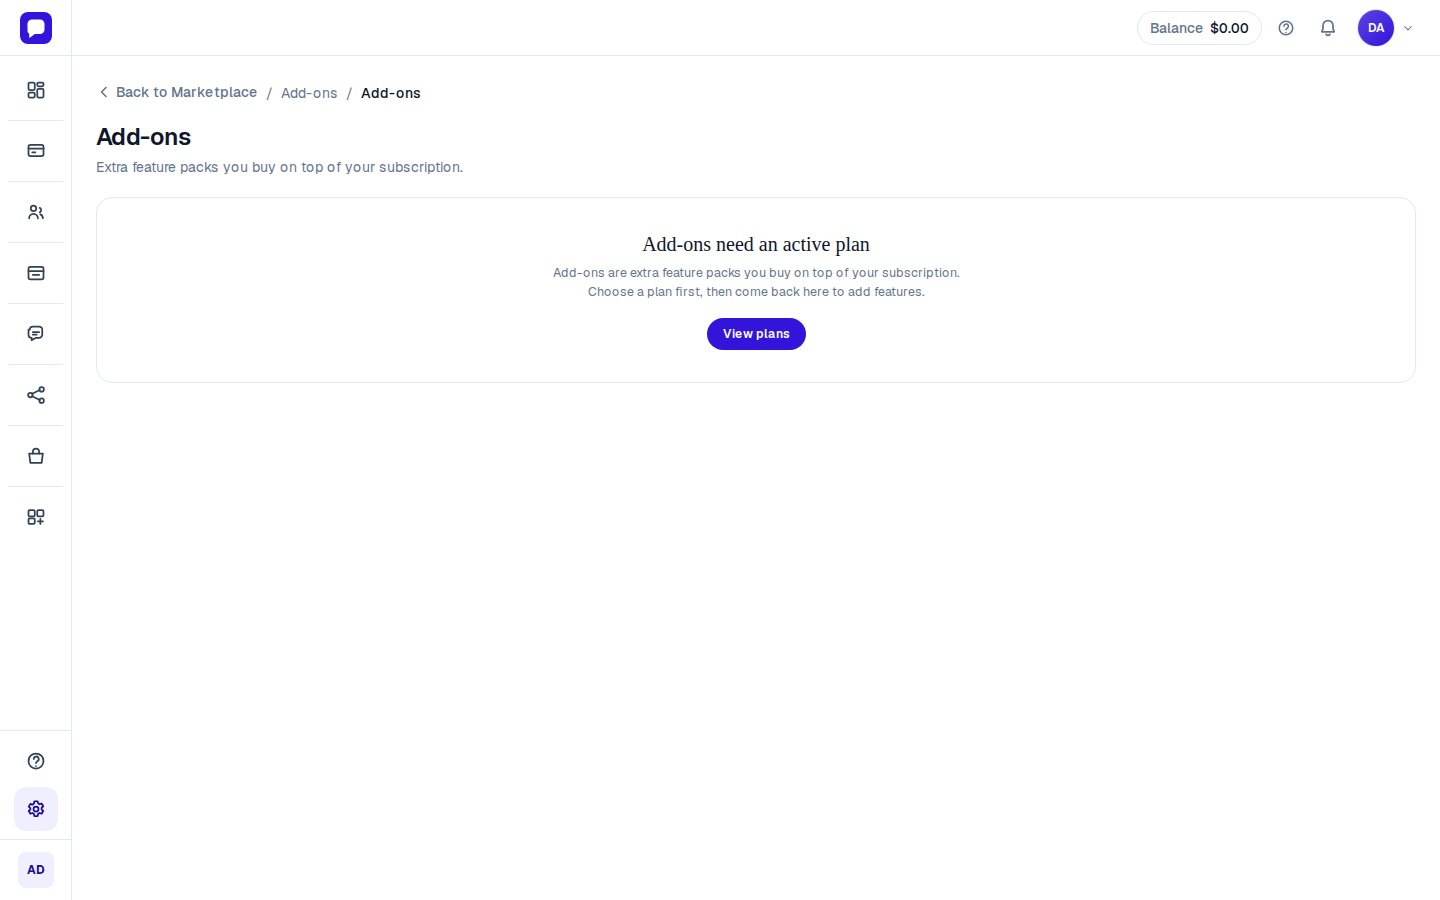 Balance $0.00
DA
Back to Marketplace / Add-ons / Add-ons
Add-ons
Extra feature packs you buy on top of your subscription.
Add-ons need an active plan
Add-ons are extra feature packs you buy on top of your subscription.
Choose a plan first, then come back here to add features.
View plans
AD